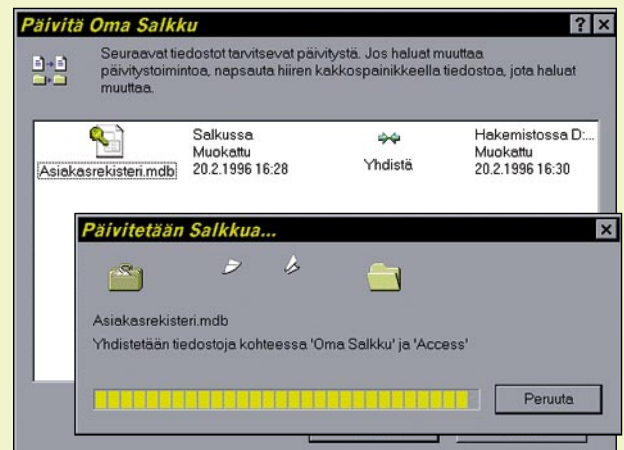 Päivitä Oma Salkku
Seuraavat tiedostot tarvitsevat päivitystä. Jos haluat muuttaa
päivitystoimintoa, napsauta hiiren kakkospainikkeella tiedostoa, jota haluat
muuttaa.
Asiakasrekisteri.mdb
Salkussa
Muokattu
20.2.1996 16:28
Yhdistä
Hakemistossa D:...
Muokattu
20.2.1996 16:30
Päivitetään Salkkua...
Asiakasrekisteri.mdb
Yhdistetään tiedostoja kohteessa 'Oma Salkku' ja 'Access'
Peruuta